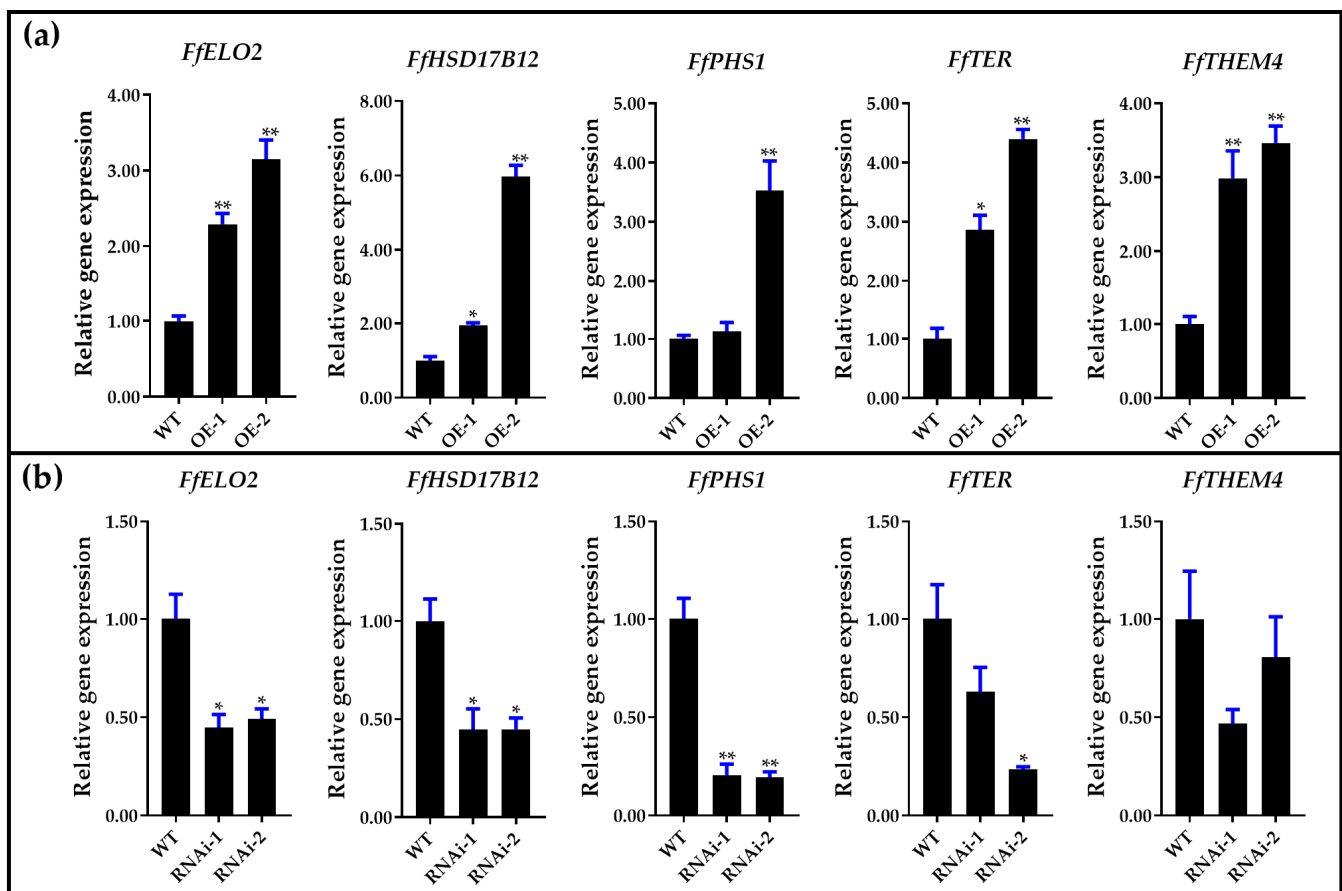 (a)
FfELO2
FfHSD17B12
FfPHS1
FfTER
FfTHEM4
Relative gene expression
4.00
3.00
2.00
1.00
0.00
**
**
WT
OE-1
OE-2
Relative gene expression
8.00
6.00
4.00
2.00
0.00
*
**
WT
OE-1
OE-2
Relative gene expression
5.00
4.00
3.00
2.00
1.00
0.00
**
WT
OE-1
OE-2
Relative gene expression
5.00
4.00
3.00
2.00
1.00
0.00
*
**
WT
OE-1
OE-2
Relative gene expression
4.00
3.00
2.00
1.00
0.00
**
**
WT
OE-1
OE-2
(b)
FfELO2
FfHSD17B12
FfPHS1
FfTER
FfTHEM4
Relative gene expression
1.50
1.00
0.50
0.00
*
*
WT
RNAi-1
RNAi-2
Relative gene expression
1.50
1.00
0.50
0.00
*
*
WT
RNAi-1
RNAi-2
Relative gene expression
1.50
1.00
0.50
0.00
**
**
WT
RNAi-1
RNAi-2
Relative gene expression
1.50
1.00
0.50
0.00
*
WT
RNAi-1
RNAi-2
Relative gene expression
1.50
1.00
0.50
0.00
WT
RNAi-1
RNAi-2